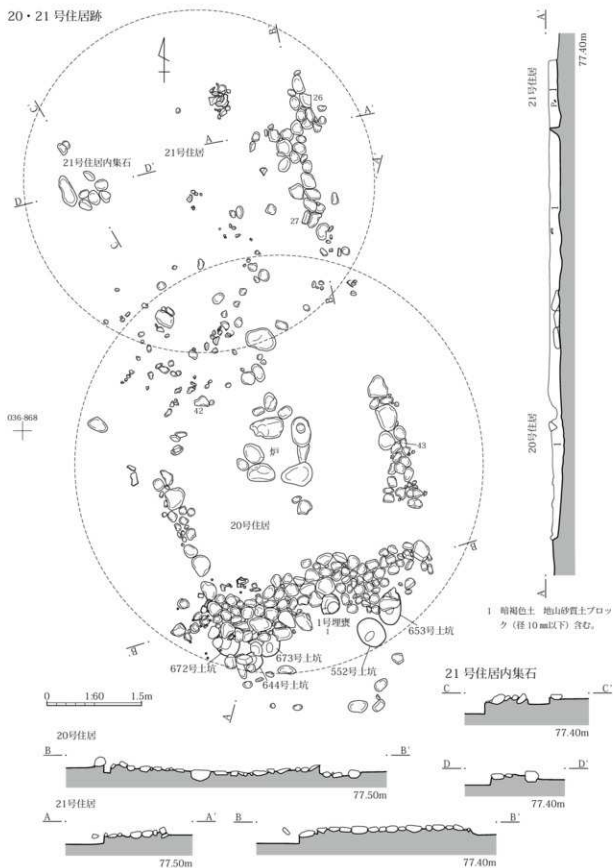 20・21 号住居跡
B'
A'
77.40m
C'
26
21号住居
A'
A
21号住居
21号住居内集石
D'
A
D
27
C
B
42
036-868
43
炉
20号住居
20号住居
B
1号埋甕
1
653号土坑
B'
A
672号土坑
673号土坑
552号土坑
644号土坑
A
1 暗褐色土 地山砂質土ブロッ
ク（径 10 ㎜以下）含む。
0 1:60 1.5m
21 号住居内集石
C C'
77.40m
20号住居
B B'
77.50m
D D'
77.40m
21号住居
A A'
77.50m
B B'
77.40m